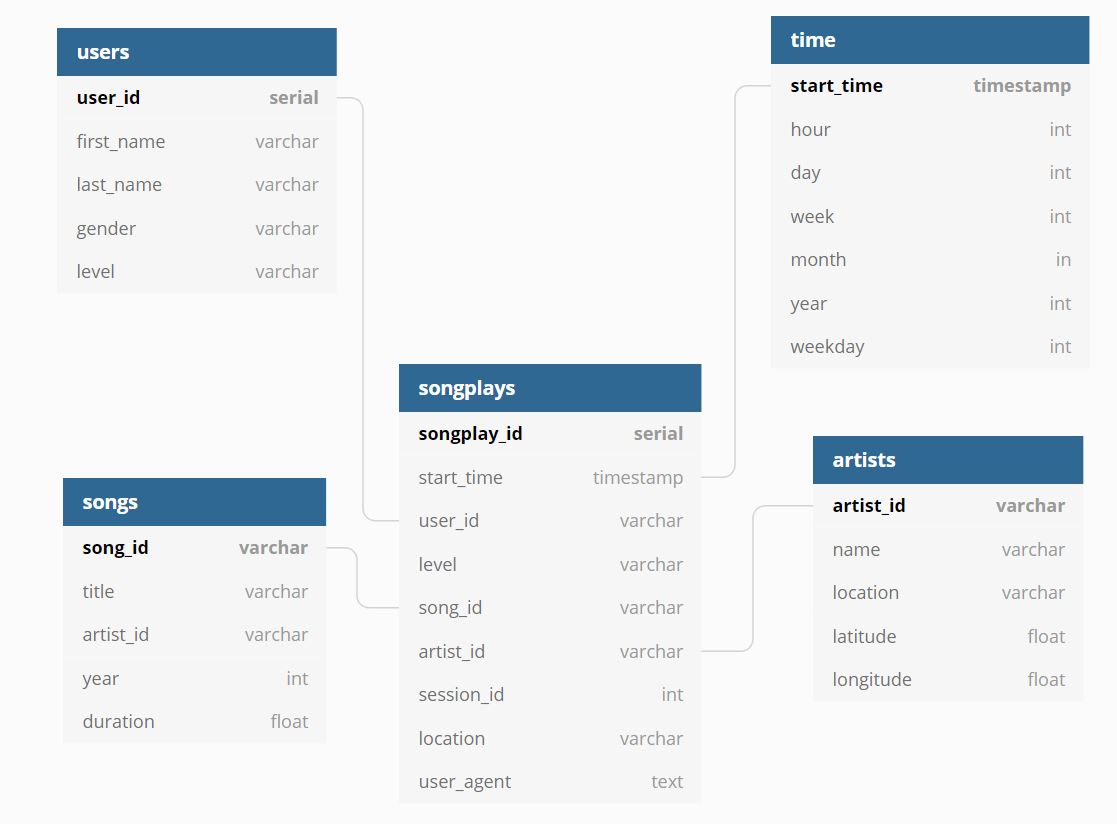 users
user_id serial
first_name varchar
last_name varchar
gender varchar
level varchar
time
start_time timestamp
hour int
day int
week int
month in
year int
weekday int
songplays
songplay_id serial
start_time timestamp
user_id varchar
level varchar
song_id varchar
artist_id varchar
session_id int
location varchar
user_agent text
songs
song_id varchar
title varchar
artist_id varchar
year int
duration float
artists
artist_id varchar
name varchar
location varchar
latitude float
longitude float